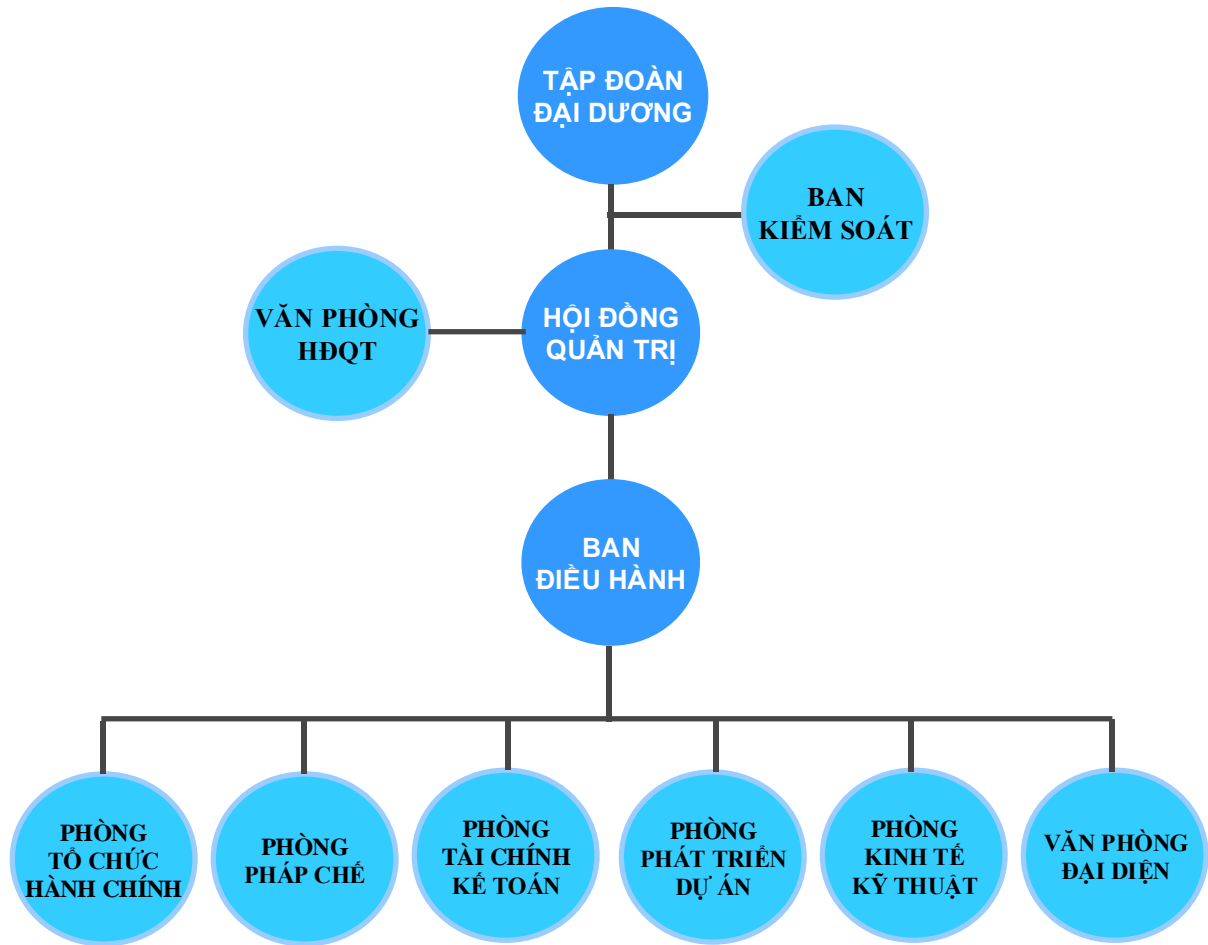 TẬP ĐOÀN
ĐẠI DƯƠNG
BAN
KIỂM SOÁT
VĂN PHÒNG
HĐQT
HỘI ĐỒNG
QUẢN TRỊ
BAN
ĐIỀU HÀNH
PHÒNG
TỔ CHỨC
HÀNH CHÍNH
PHÒNG
PHÁP CHẾ
PHÒNG
TÀI CHÍNH
KẾ TOÁN
PHÒNG
PHÁT TRIỂN
DỰ ÁN
PHÒNG
KINH TẾ
KỸ THUẬT
VĂN PHÒNG
ĐẠI DIỆN